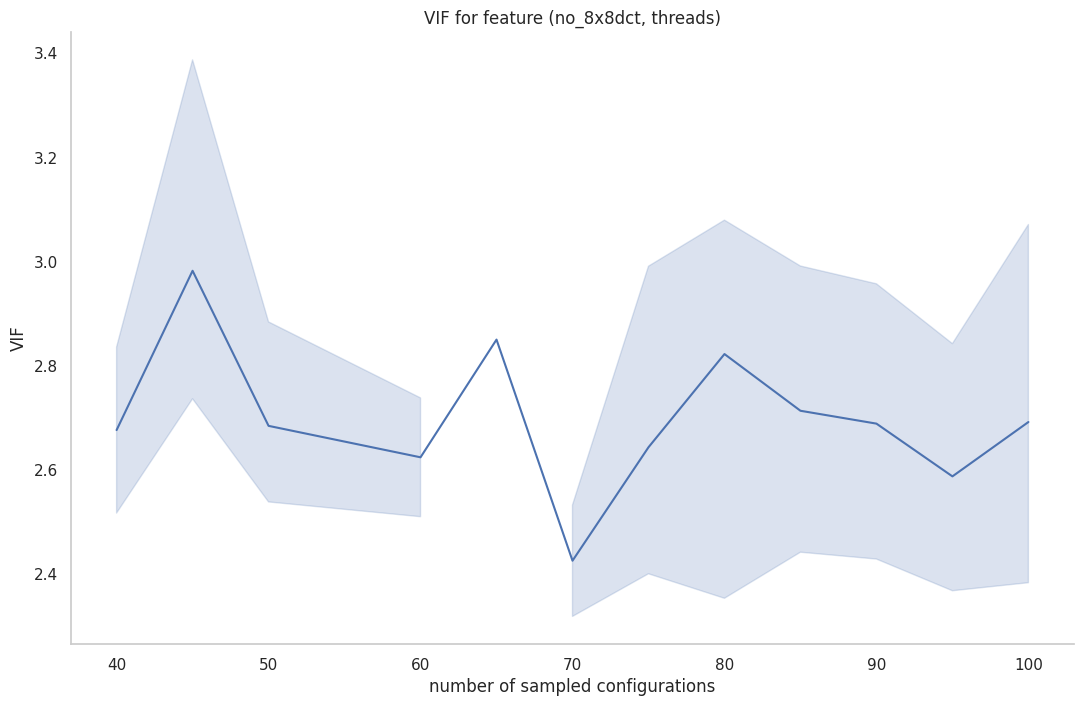 VIF for feature (no_8x8dct, threads)
3.4
3.2
3.0
2.8
2.6
2.4
VIF
40 50 60 70 80 90 100
number of sampled configurations